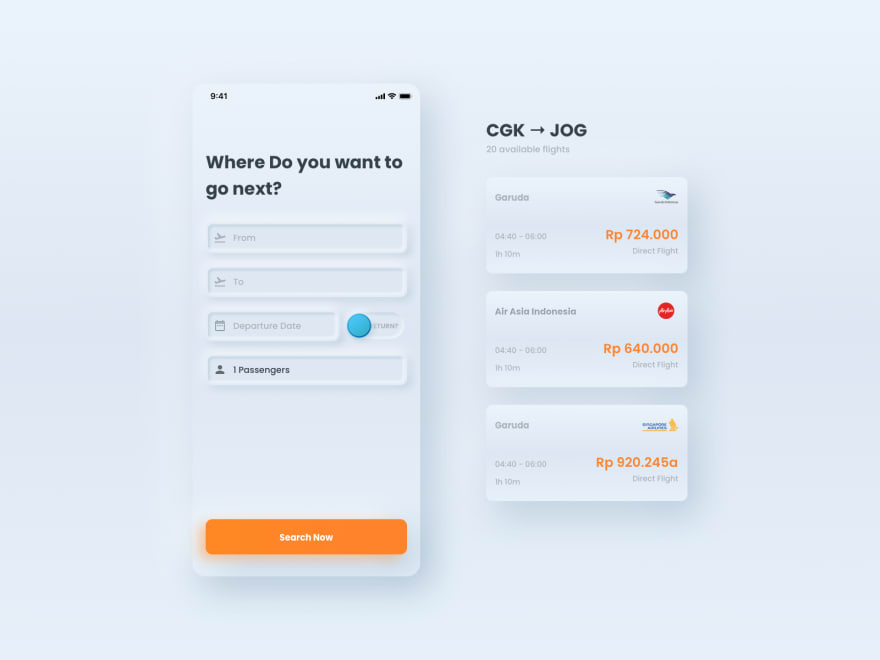 9:41
Where Do you want to
go next?
From
To
Departure Date
ETURN?
1 Passengers
Search Now
CGK → JOG
20 available flights
Garuda
04:40 - 06:00
Rp 724.000
1h 10m
Direct Flight
Air Asia Indonesia
AirAsia
04:40 - 06:00
Rp 640.000
1h 10m
Direct Flight
Garuda
SINGAPORE
AIRLINES
04:40 - 06:00
Rp 920.245a
1h 10m
Direct Flight